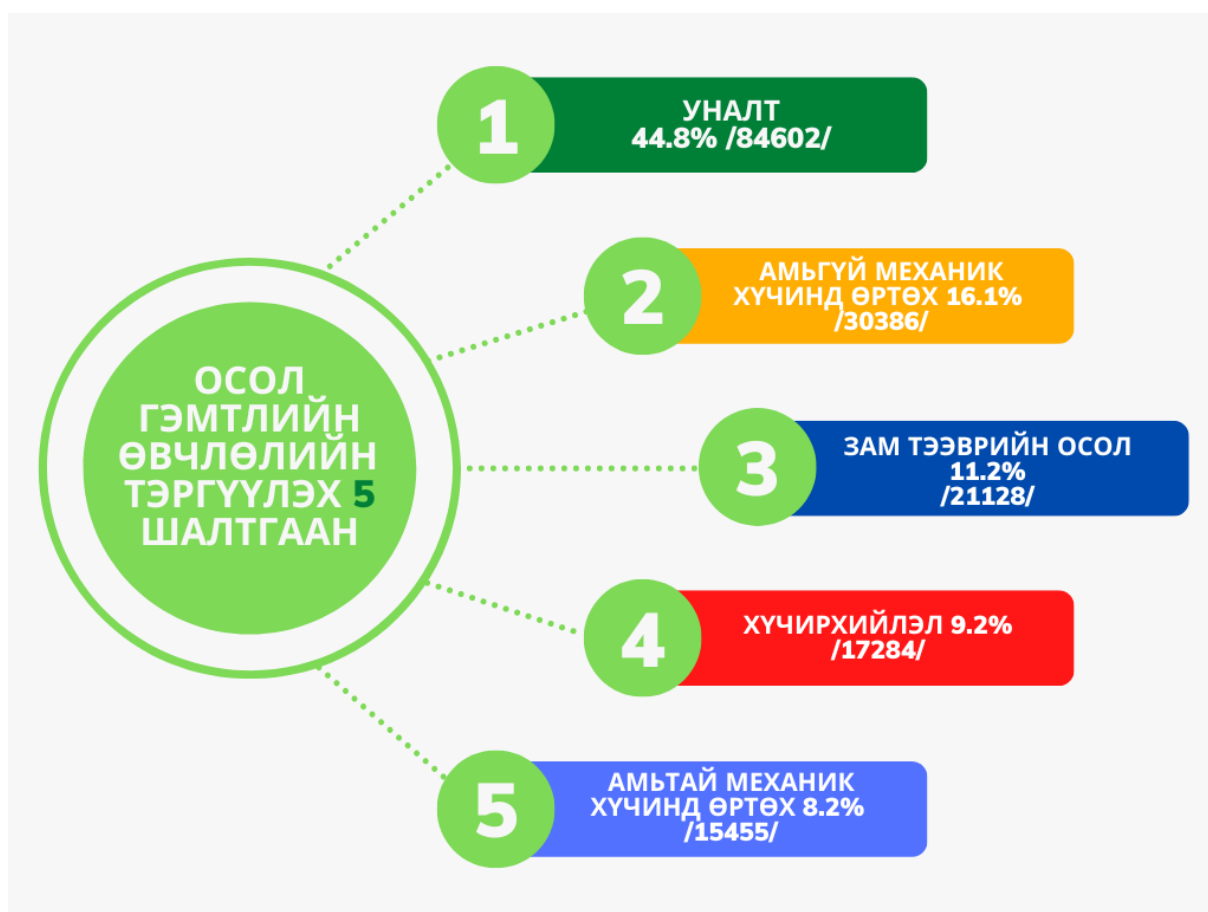 ОСОЛ
ГЭМТЛИЙН
ӨВЧЛӨЛИЙН
ТЭРГҮҮЛЭХ 5
ШАЛТГААН
1
УНАЛТ
44.8% /84602/
2
АМЬГҮЙ МЕХАНИК
ХҮЧИНД ӨРТӨХ 16.1%
/30386/
3
ЗАМ ТЭЭВРИЙН ОСОЛ
11.2%
/21128/
4
ХҮЧИРХИЙЛЭЛ 9.2%
/17284/
5
АМЬТАЙ МЕХАНИК
ХҮЧИНД ӨРТӨХ 8.2%
/15455/